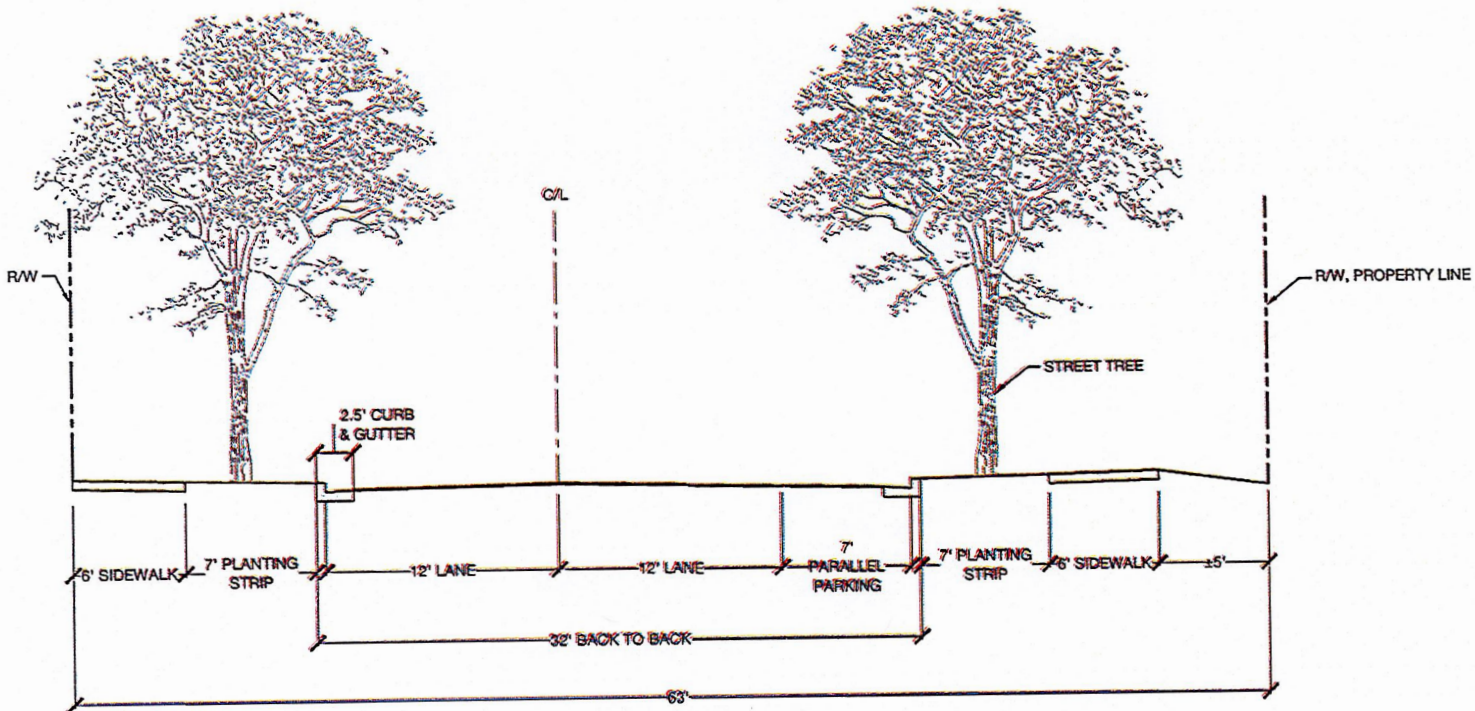 C/L
R/W
R/W, PROPERTY LINE
STREET TREE
2.5' CURB
& GUTTER
6' SIDEWALK
7' PLANTING
STRIP
12' LANE
12' LANE
7'
PARALLEL
PARKING
7' PLANTING
STRIP
6' SIDEWALK
±5'
32' BACK TO BACK
63'